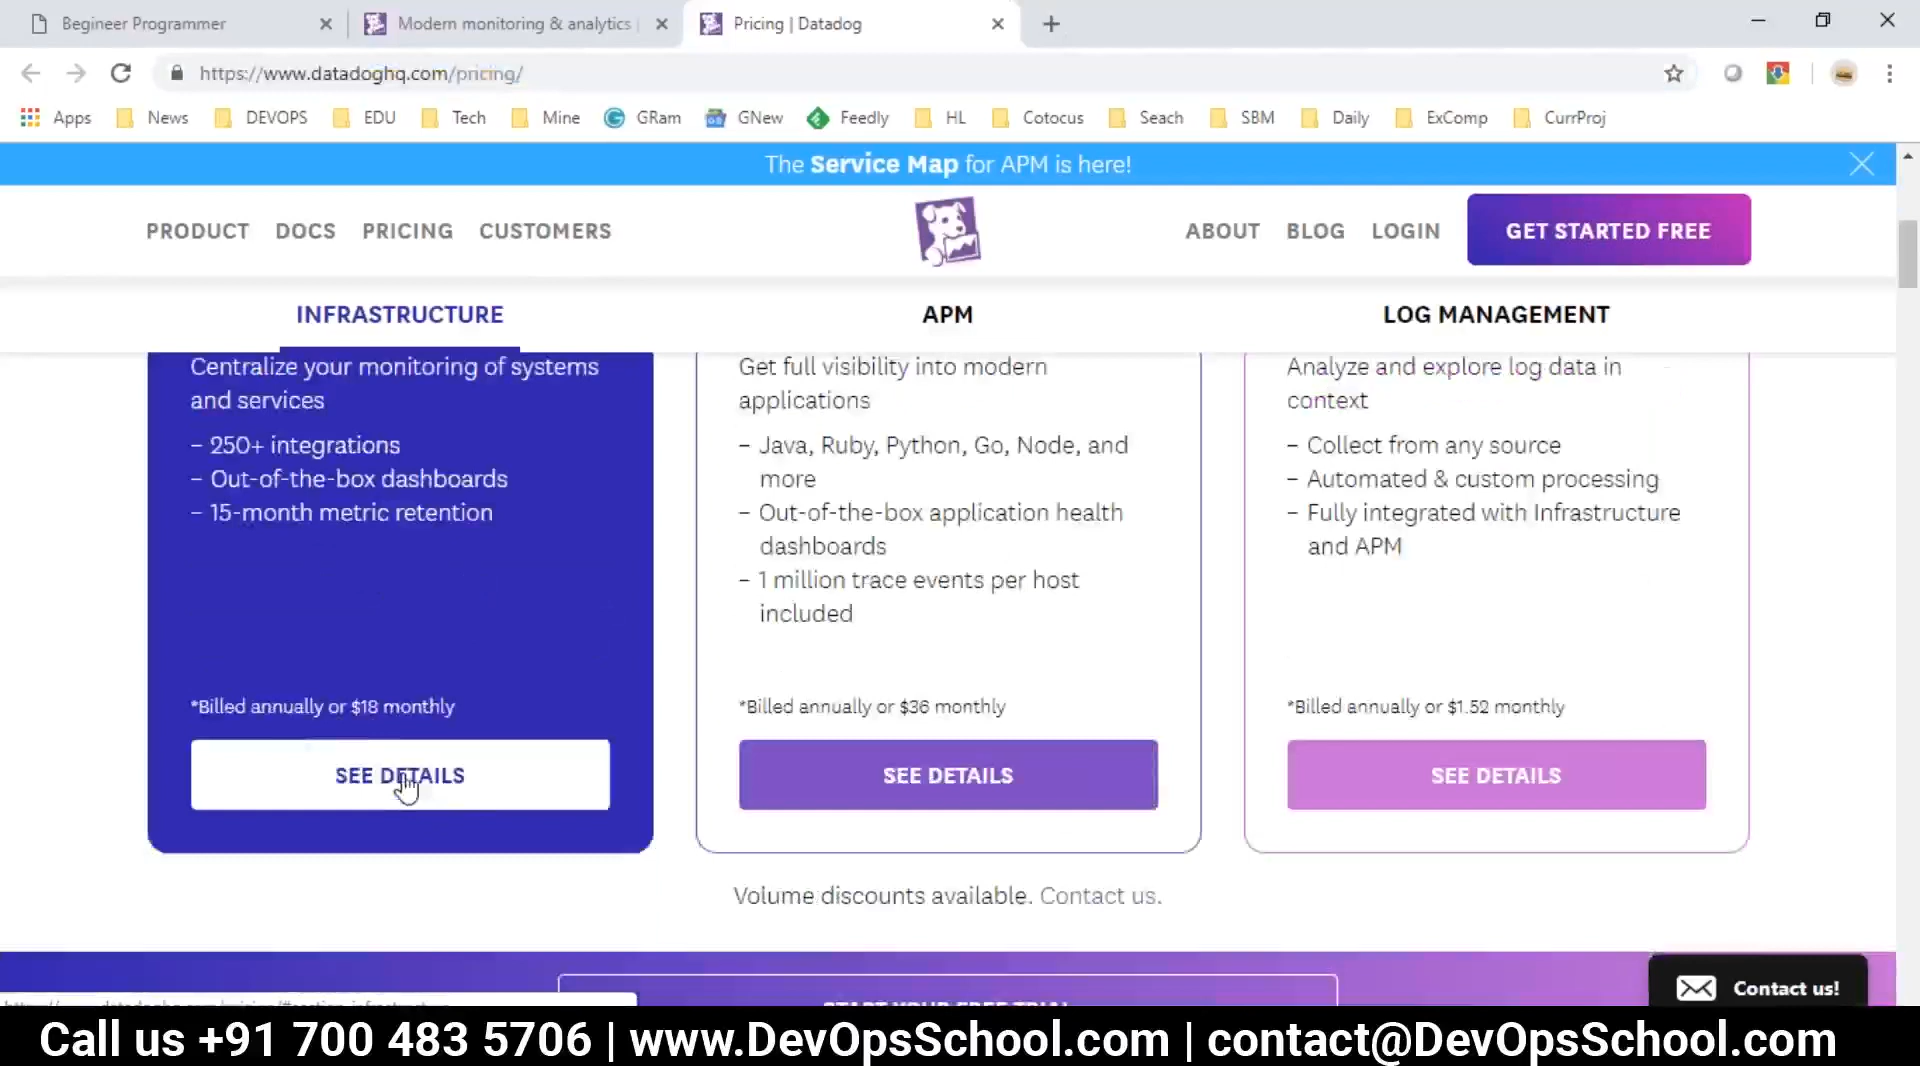 Begineer Programmer
Modern monitoring & analytics
Pricing | Datadog
https://www.datadoghq.com/pricing/
Apps News DEVOPS EDU Tech Mine GRam GNew Feedly HL Cotocus Seach SBM Daily ExComp CurrProj
The Service Map for APM is here!
PRODUCT DOCS PRICING CUSTOMERS
ABOUT BLOG LOGIN GET STARTED FREE
INFRASTRUCTURE APM LOG MANAGEMENT
Centralize your monitoring of systems
and services
– 250+ integrations
– Out-of-the-box dashboards
– 15-month metric retention
*Billed annually or $18 monthly
SEE DETAILS
Get full visibility into modern
applications
– Java, Ruby, Python, Go, Node, and
more
– Out-of-the-box application health
dashboards
– 1 million trace events per host
included
*Billed annually or $36 monthly
SEE DETAILS
Analyze and explore log data in
context
– Collect from any source
– Automated & custom processing
– Fully integrated with Infrastructure
and APM
*Billed annually or $1.52 monthly
SEE DETAILS
Volume discounts available. Contact us.
START YOUR FREE TRIAL
Contact us!
Call us +91 700 483 5706 | www.DevOpsSchool.com | contact@DevOpsSchool.com